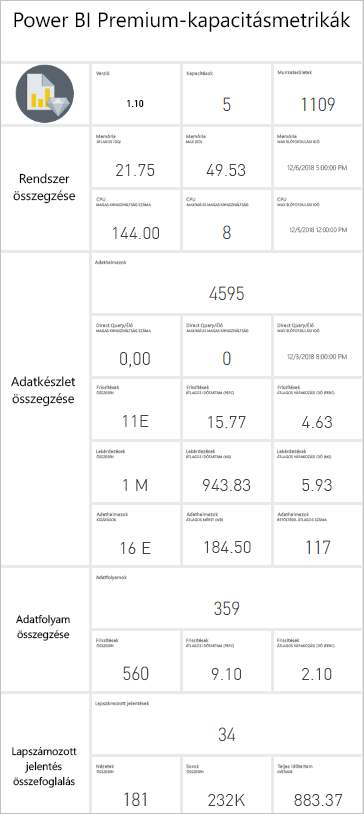 Power BI Premium-kapacitásmetrikák
Verzió
1.10
Kapacitások
5
Munkaterületek
1109
Rendszer
összegzése
Memória
ÁTLAGOS (GB)
21.75
Memória
MAX (GB)
49.53
Memória
MAX ELŐFORDULÁSI IDŐ
12/6/2018 5:00:00 PM
CPU
MAGAS KIHASZNÁLTSÁG SZÁMA
144.00
CPU
MAXIMÁLIS MAGAS KIHASZNÁLTSÁG
8
CPU
MAX ELŐFORDULÁSI IDŐ
12/5/2018 12:00:00 PM
Adatkészlet
összegzése
Adathalmazok
4595
Direct Query/Élő
MAGAS KIHASZNÁLTSÁG SZÁMA
0,00
Direct Query/Élő
MAXIMÁLIS MAGAS KIHASZNÁLTSÁG
0
Direct Query/Élő
MAX ELŐFORDULÁSI IDŐ
12/3/2018 8:00:00 PM
Frissítések
ÖSSZESEN
11E
Frissítések
ÁTLAGOS IDŐTARTAM (PERC)
15.77
Frissítések
ÁTLAGOS VÁRAKOZÁSI IDŐ (PERC)
4.63
Lekérdezések
ÖSSZESEN
1 M
Lekérdezések
ÁTLAGOS IDŐTARTAM (MS)
943.83
Lekérdezések
ÁTLAGOS VÁRAKOZÁSI IDŐ (MS)
5.93
Adathalmazok
KIZÁRÁSOK
16 E
Adathalmazok
ÁTLAGOS MÉRET (MB)
184.50
Adathalmazok
BETÖLTÉSEK ÁTLAGOS SZÁMA
117
Adatfolyam
összegzése
Adatfolyamok
359
Frissítések
ÖSSZESEN
560
Frissítések
ÁTLAGOS IDŐTARTAM (PERC)
9.10
Frissítések
ÁTLAGOS VÁRAKOZÁSI IDŐ (PERC)
2.10
Lapszámozott
jelentés
összefoglalás
Lapszámozott jelentések
34
Nézetek
ÖSSZESEN
181
Sorok
ÖSSZESEN
232K
Teljes időtartam
AVERAGE
883.37